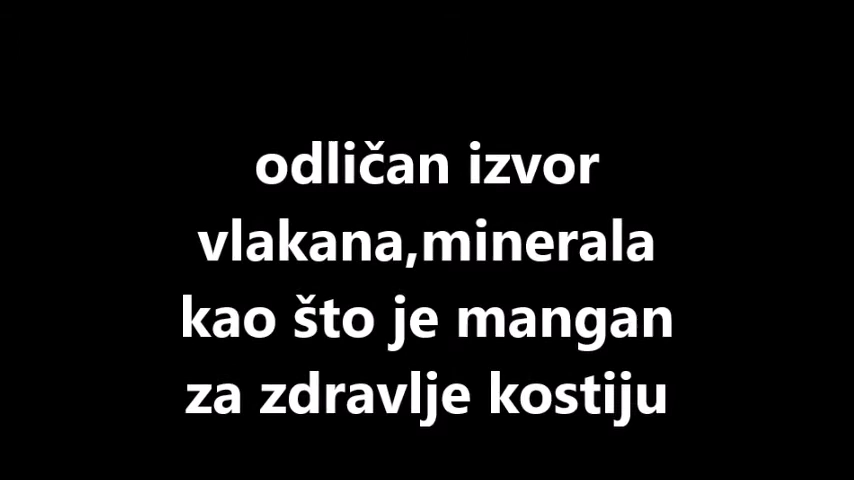 odličan izvor
vlakana,minerala
kao što je mangan
za zdravlje kostiju